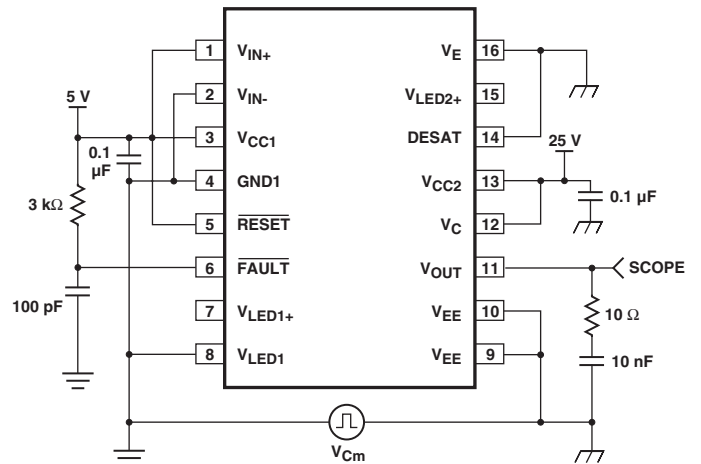 1 V_IN+
2 V_IN-
3 V_CC1
4 GND1
5 RESET
6 FAULT
7 V_LED1+
8 V_LED1
V_E 16
V_LED2+ 15
DESAT 14
V_CC2 13
V_C 12
V_OUT 11
V_EE 10
V_EE 9
5 V
0.1
µF
3 kΩ
100 pF
25 V
0.1 µF
SCOPE
10 Ω
10 nF
V_Cm